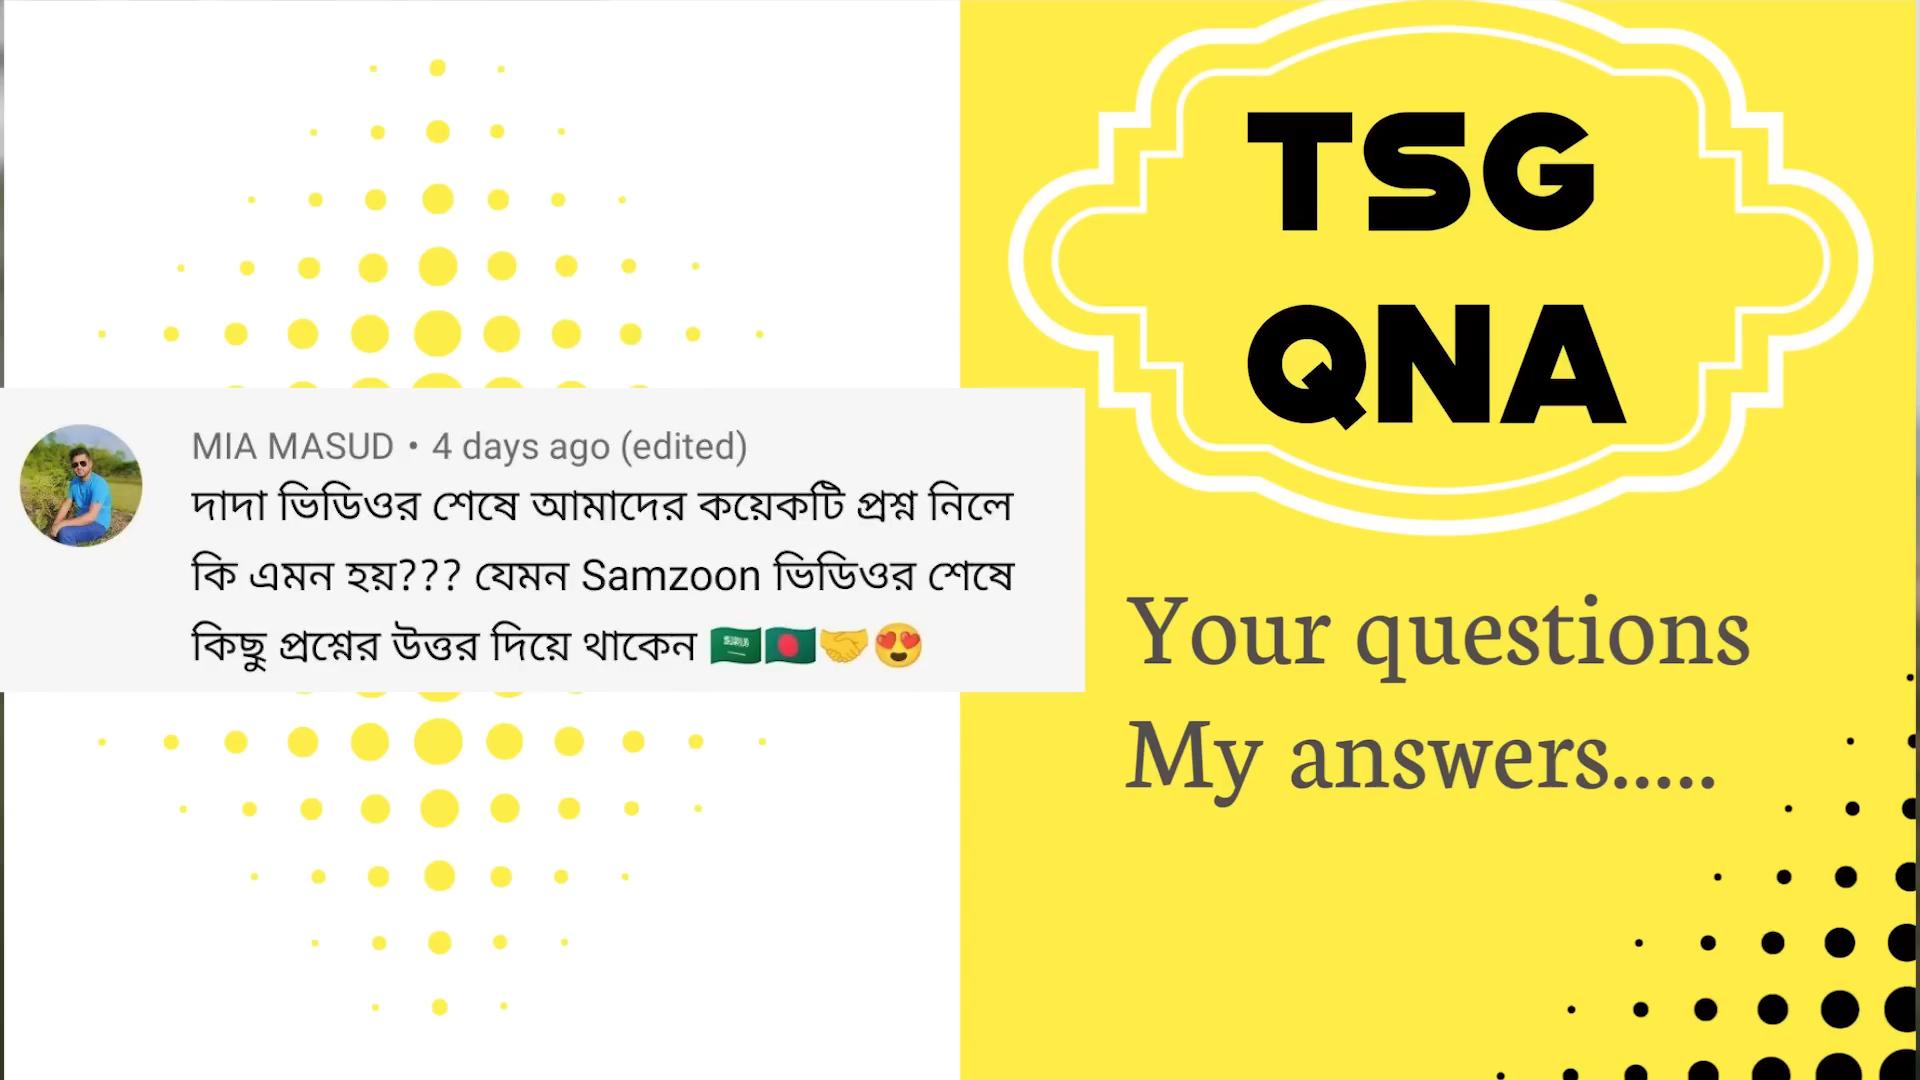 TSG
QNA
MIA MASUD • 4 days ago (edited)
দাদা ভিডিওর শেষে আমাদের কয়েকটি প্রশ্ন নিলে
কি এমন হয়??? যেমন Samzoon ভিডিওর শেষে
কিছু প্রশ্নের উত্তর দিয়ে থাকেন 🇸🇦🇧🇩🤝😍
Your questions
My answers.....